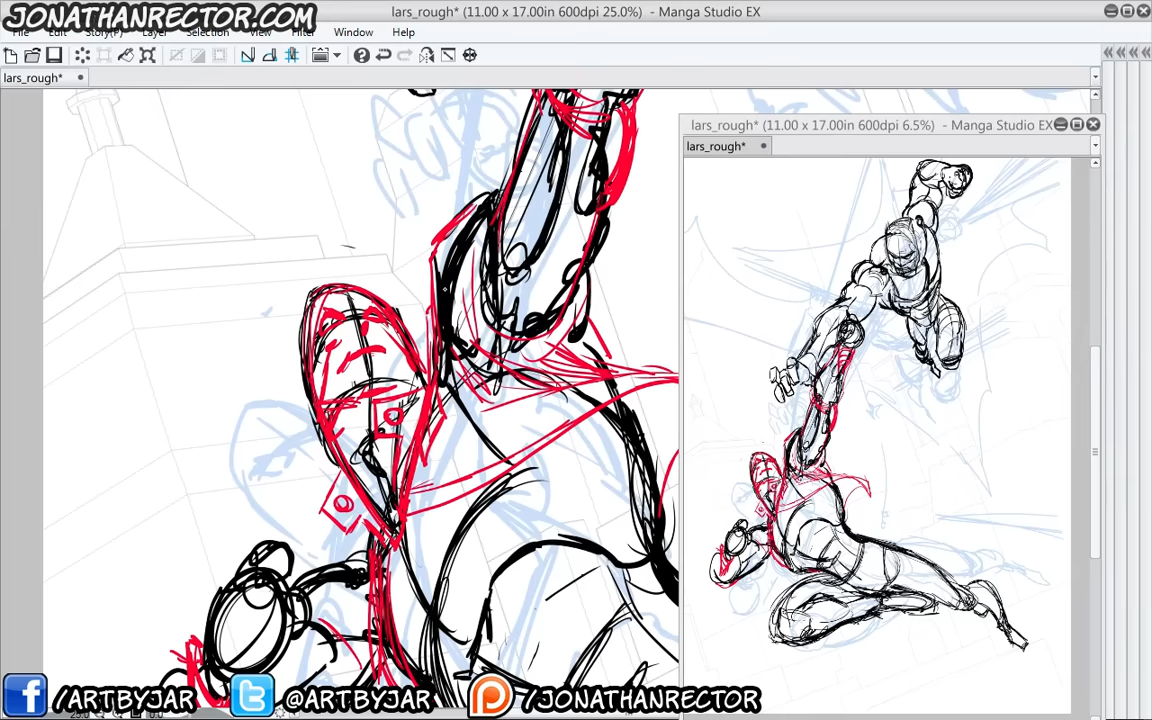 JONATHANRECTOR.COM
lars_rough* (11.00 x 17.00in 600dpi 25.0%) - Manga Studio EX
File Edit Layer Story(P) Selection View Filter Window Help
lars_rough*
lars_rough* (11.00 x 17.00in 600dpi 6.5%) - Manga Studio EX
lars_rough*
/ARTBYJAR @ARTBYJAR /JONATHANRECTOR